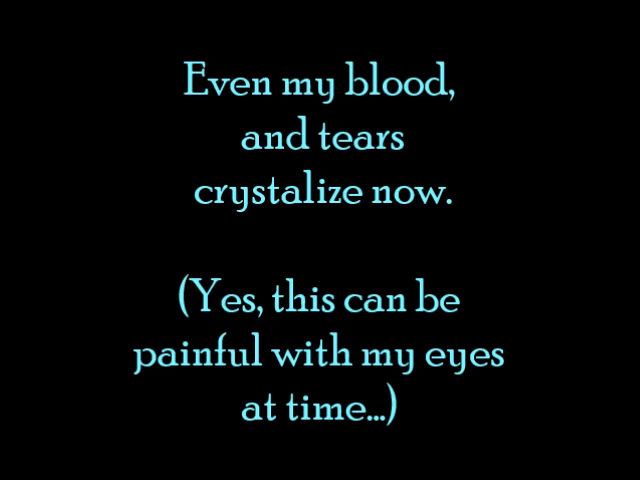 Even my blood,
and tears
crystalize now.
(Yes, this can be
painful with my eyes
at time...)